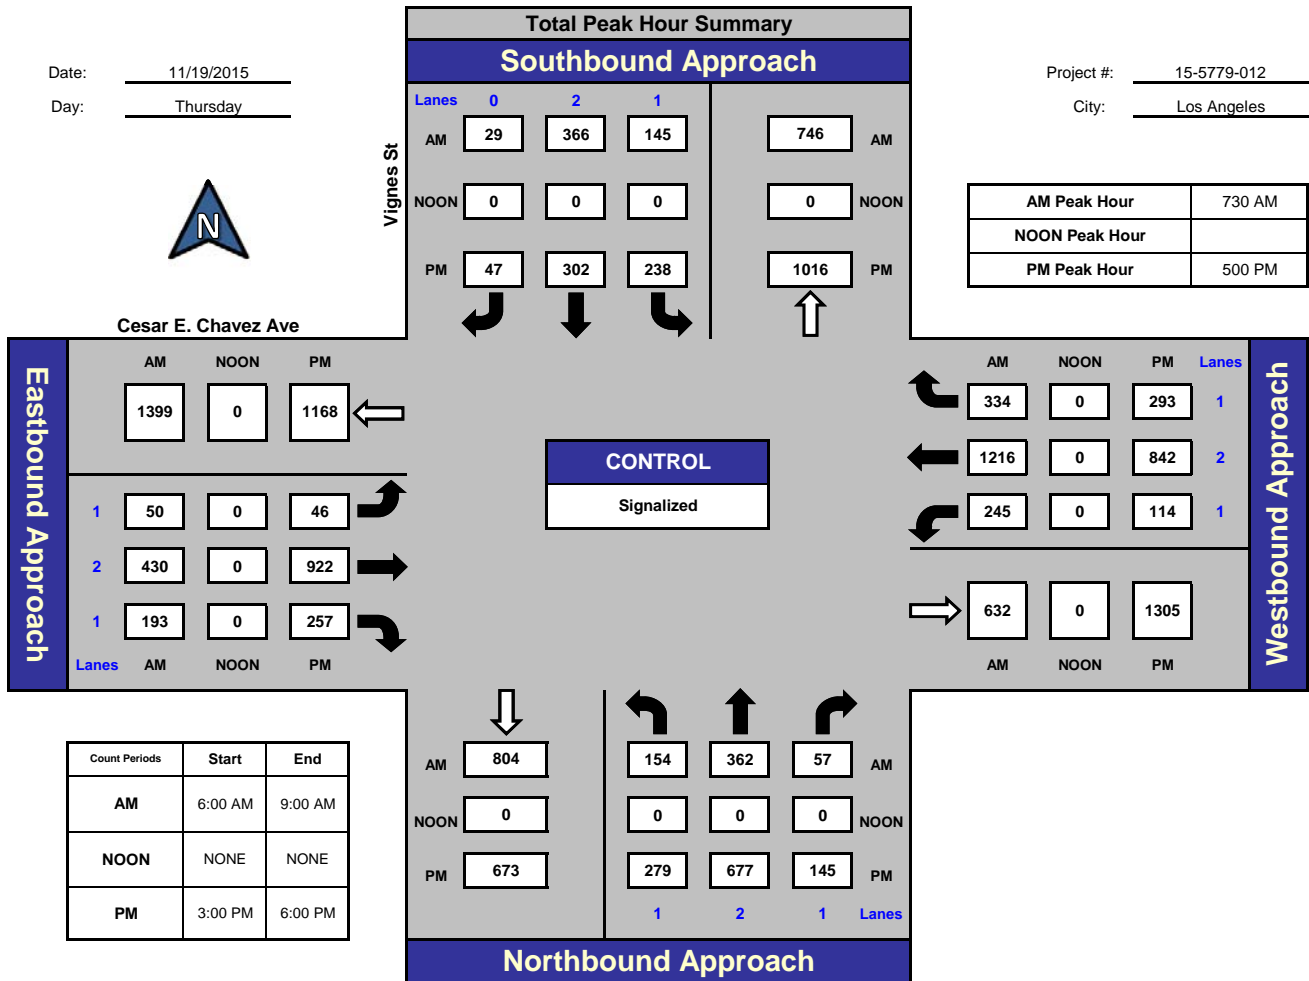 Total Peak Hour Summary
Southbound Approach
Date: 11/19/2015
Day: Thursday
Project #: 15-5779-012
City: Los Angeles
N
Vignes St
Lanes 0 2 1
AM 29 366 145 746 AM
NOON 0 0 0 0 NOON
PM 47 302 238 1016 PM
AM Peak Hour 730 AM
NOON Peak Hour
PM Peak Hour 500 PM
Cesar E. Chavez Ave
Eastbound Approach
AM NOON PM
1399 0 1168
1 50 0 46
2 430 0 922
1 193 0 257
Lanes AM NOON PM
CONTROL
Signalized
AM NOON PM Lanes
334 0 293 1
1216 0 842 2
245 0 114 1
632 0 1305
AM NOON PM
Westbound Approach
Count Periods Start End
AM 6:00 AM 9:00 AM
NOON NONE NONE
PM 3:00 PM 6:00 PM
AM 804 154 362 57 AM
NOON 0 0 0 0 NOON
PM 673 279 677 145 PM
1 2 1 Lanes
Northbound Approach